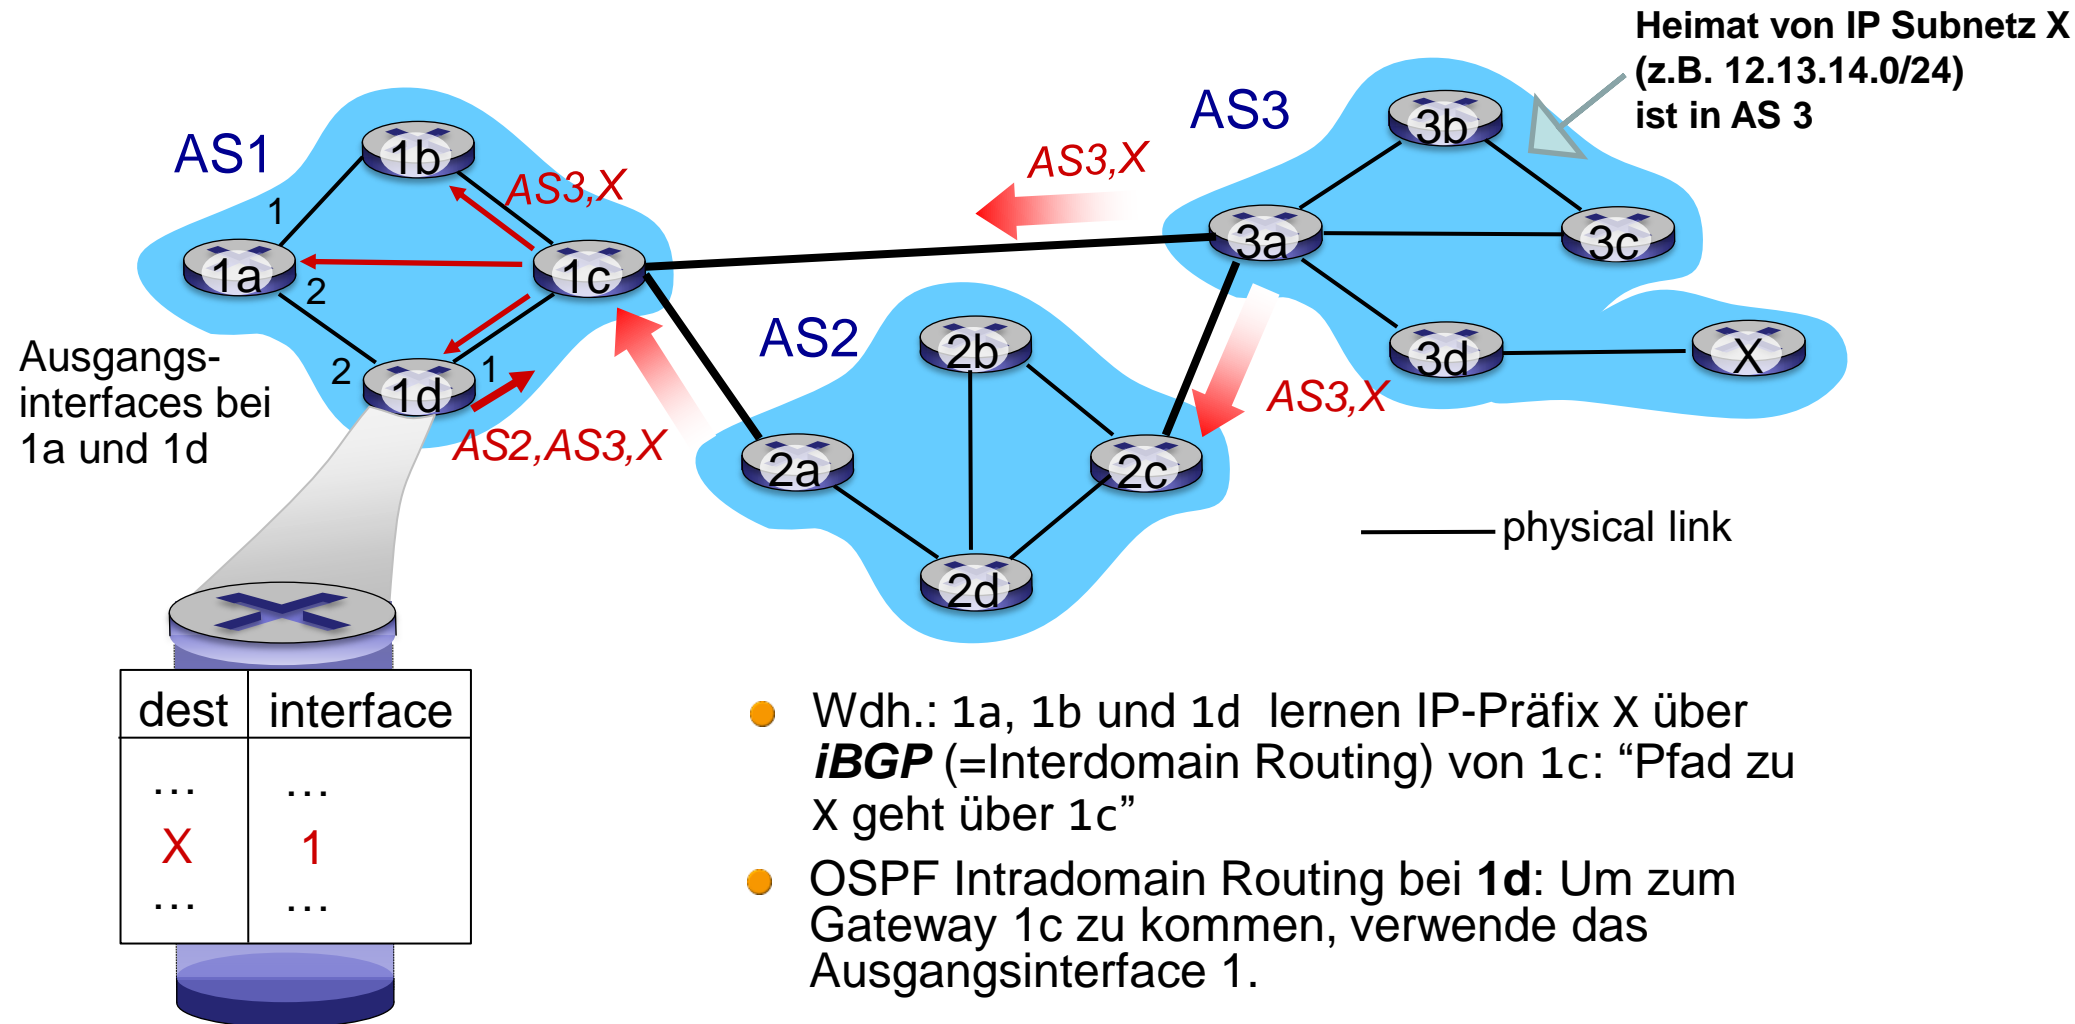 Heimat von IP Subnetz X
(z.B. 12.13.14.0/24)
ist in AS 3
AS1
AS3
1b
3b
AS3,X
AS3,X
1
1a
2
1c
3a
3c
AS2
2b
3d
X
Ausgangs-
interfaces bei
1a und 1d
2
1d
1
AS2,AS3,X
AS3,X
2a
2c
2d
physical link
dest interface
... ...
X 1
... ...
Wdh.: 1a, 1b und 1d lernen IP-Präfix X über
iBGP (=Interdomain Routing) von 1c: “Pfad zu
X geht über 1c”
OSPF Intradomain Routing bei 1d: Um zum
Gateway 1c zu kommen, verwende das
Ausgangsinterface 1.